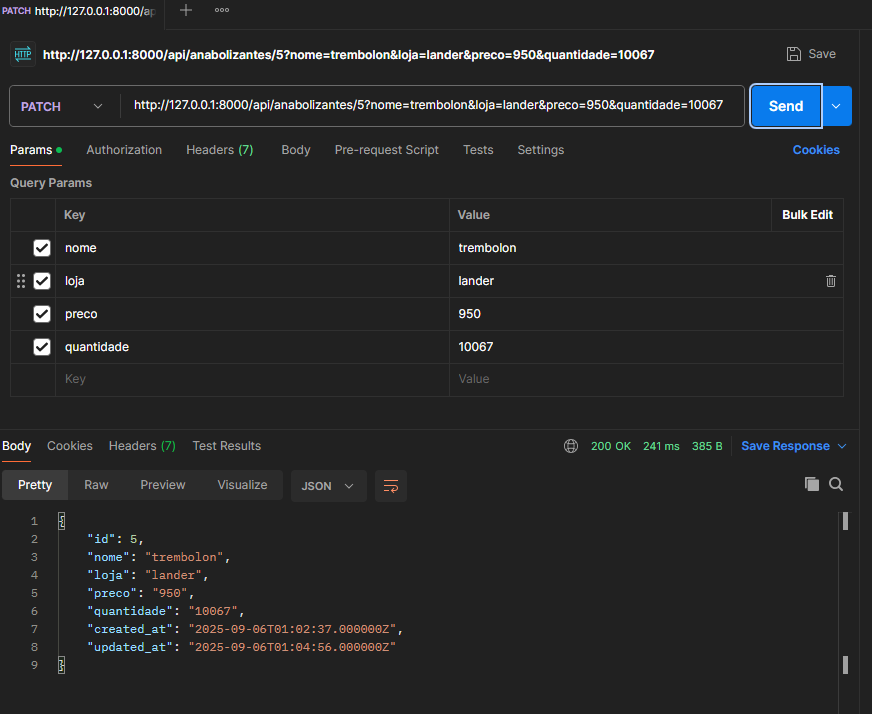 PATCH http://127.0.0.1:8000/ap
HTTP http://127.0.0.1:8000/api/anabolizantes/5?nome=trembolon&loja=lander&preco=950&quantidade=10067 Save
PATCH http://127.0.0.1:8000/api/anabolizantes/5?nome=trembolon&loja=lander&preco=950&quantidade=10067 Send
Params Authorization Headers (7) Body Pre-request Script Tests Settings Cookies
Query Params
Key Value Bulk Edit
nome trembolon
loja lander
preco 950
quantidade 10067
Key Value
Body Cookies Headers (7) Test Results 200 OK 241 ms 385 B Save Response
Pretty Raw Preview Visualize JSON
1 {
2 "id": 5,
3 "nome": "trembolon",
4 "loja": "lander",
5 "preco": "950",
6 "quantidade": "10067",
7 "created_at": "2025-09-06T01:02:37.000000Z",
8 "updated_at": "2025-09-06T01:04:56.000000Z"
9 }